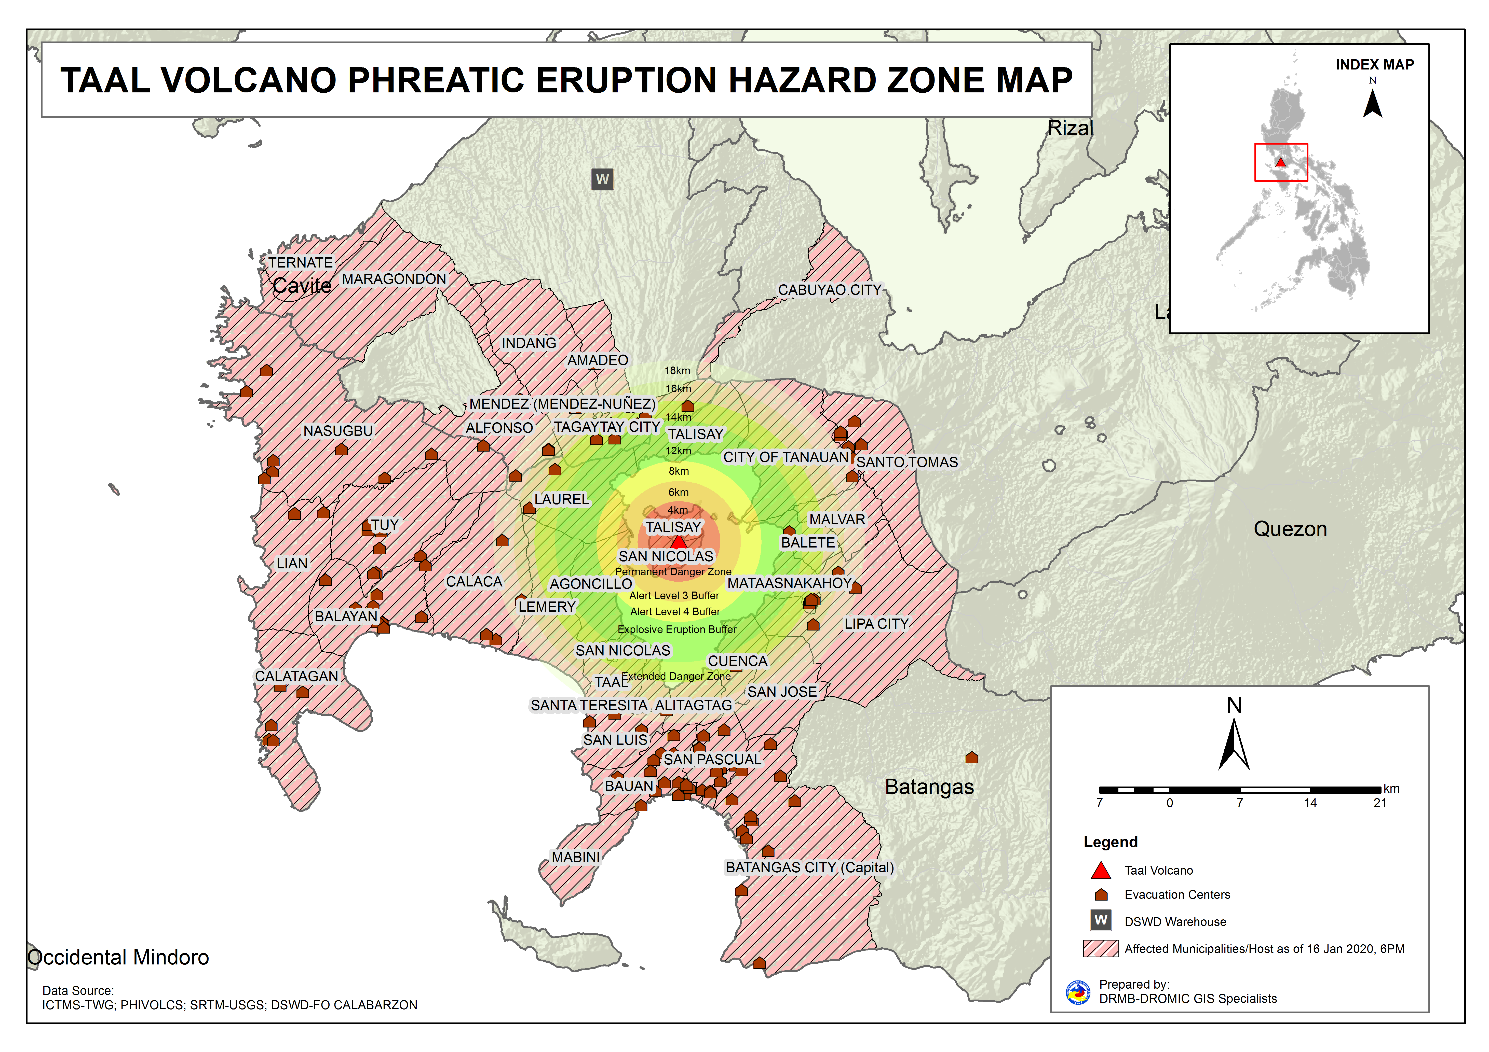 TAAL VOLCANO PHREATIC ERUPTION HAZARD ZONE MAP
INDEX MAP
N
Rizal
W
TERNATE
Cavite
MARAGONDON
CABUYAO CITY
INDANG
AMADEO
18km
16km
MENDEZ (MENDEZ-NUÑEZ)
14km
NASUGBU
ALFONSO
TAGAYTAY CITY
TALISAY
12km
CITY OF TANAUAN
SANTO TOMAS
8km
6km
LAUREL
4km
TUY
TALISAY
MALVAR
Quezon
BALETE
SAN NICOLAS
LIAN
Permanent Danger Zone
CALACA
AGONCILLO
MATAASNAKAHOY
Alert Level 3 Buffer
LEMERY
Alert Level 4 Buffer
BALAYAN
LIPA CITY
Explosive Eruption Buffer
SAN NICOLAS
CUENCA
CALATAGAN
TAAL
Extended Danger Zone
SAN JOSE
SANTA TERESITA
ALITAGTAG
SAN LUIS
SAN PASCUAL
BAUAN
Batangas
MABINI
BATANGAS CITY (Capital)
Occidental Mindoro
N
km
7 0 7 14 21
Legend
Taal Volcano
Evacuation Centers
W DSWD Warehouse
Affected Municipalities/Host as of 16 Jan 2020, 6PM
Prepared by:
DRMB-DROMIC GIS Specialists
Data Source:
ICTMS-TWG; PHIVOLCS; SRTM-USGS; DSWD-FO CALABARZON